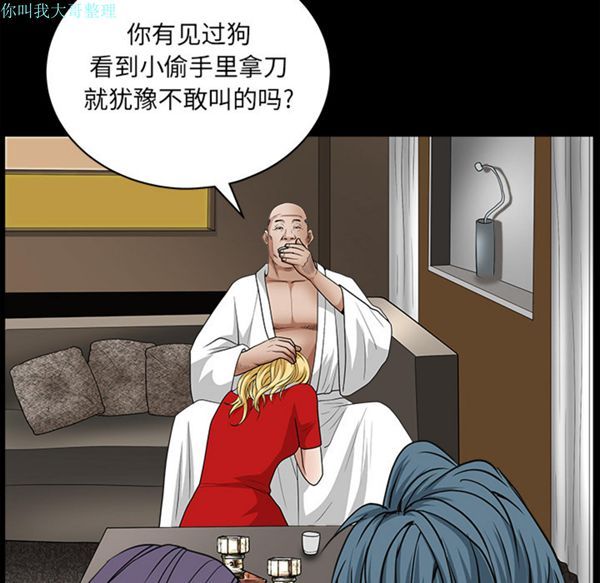 你叫我大哥整理
你有见过狗
看到小偷手里拿刀
就犹豫不敢叫的吗?